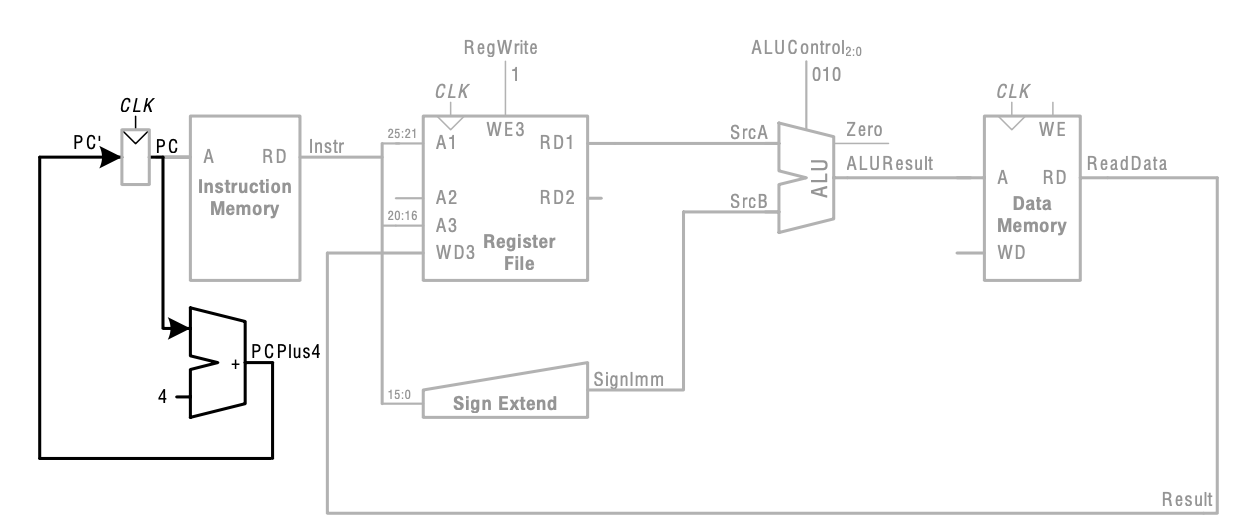 RegWrite
ALUControl2:0
1
010
CLK
CLK
CLK
PC'
PC
A
RD
Instruction
Memory
Instr
25:21
A1
WE3
RD1
A2
RD2
20:16
A3
WD3
Register
File
SrcA
SrcB
ALU
Zero
ALUResult
WE
A
RD
Data
Memory
WD
ReadData
4
+
PCPlus4
15:0
Sign Extend
SignImm
Result